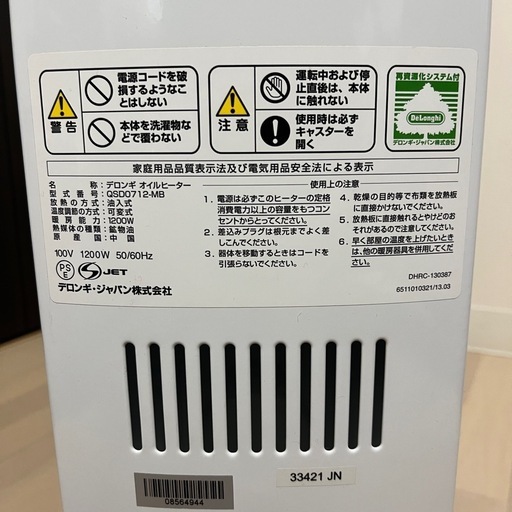 警告
電源コードを破
損するようなこ
とはしない
本体を洗濯物な
どで覆わない
注意
運転中および停
止直後は、本体
に触れない
使用時は必ず
キャスターを
開く
再資源化システム付
DeLonghi
デロンギ・ジャパン株式会社
家庭用品品質表示法及び電気用品安全法による表示
品名:デロンギ オイルヒーター
型式番号:QSD0712-MB
放熱の方式:油入式
温度調節の方式:可変式
暖房能力:1200W
熱媒体の種類:鉱物油
原産国:中国
100V 1200W 50/60Hz
PSE
JET
デロンギ・ジャパン株式会社
使用上の注意
1. 電源は必ずこのヒーターの定格
消費電力以上の容量をもつコン
セントからとってください。
2. 差込みプラグは根元までよく差
しこんでください。
3. 器体を移動するときはコードを
引張らないでください。
4. 乾燥の目的等で布類を放熱板
に直接かけないでください。
5. 放熱板に直接触れるとやけどのお
それがあるので注意してください。
6. 早く部屋の温度を上げたいときは、
他の暖房器具を併用してください。
DHRC-130387
6511010321/13.03
08564944
33421 JN